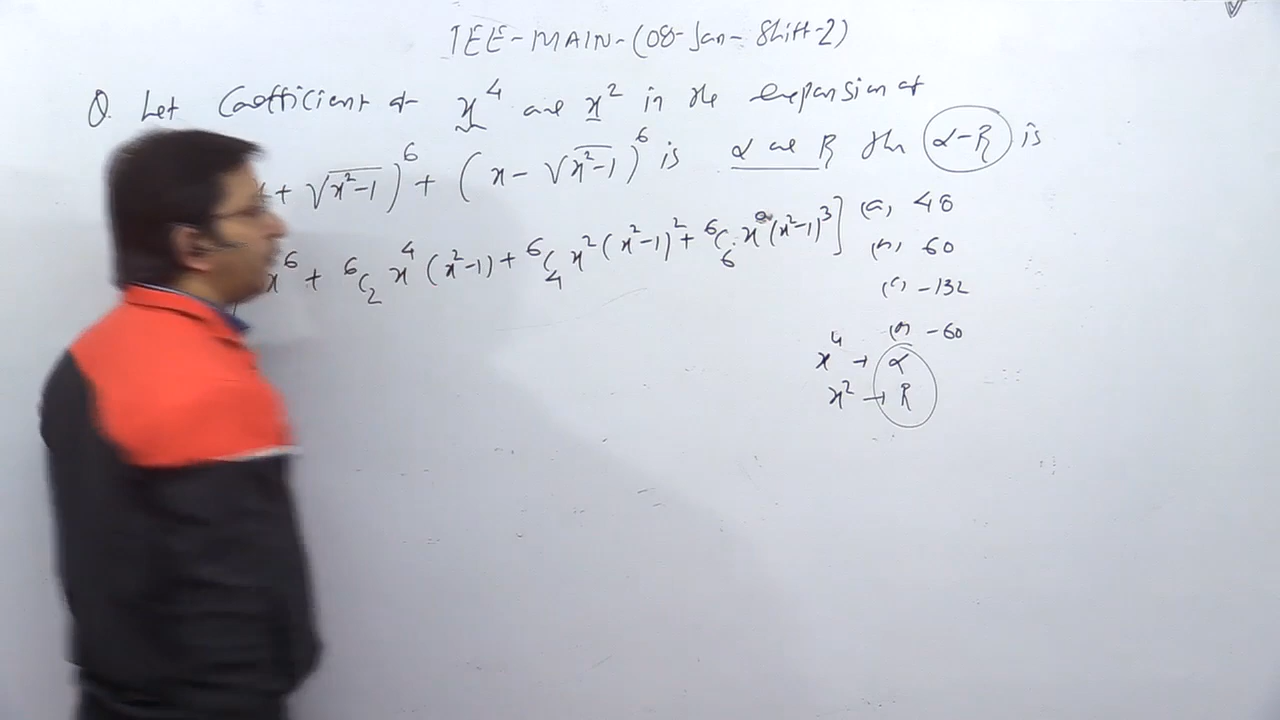 JEE-MAIN-(08-Jan-Shift-2)
Q. Let Coefficient of x⁴ and x² in the expansion of
+ √(x²-1))⁶ + (x - √(x²-1))⁶ is α and β then α-β is
x⁶ + ⁶C₂ x⁴(x²-1) + ⁶C₄ x²(x²-1)² + ⁶C₆ x⁰(x²-1)³]
(a) 48
(b) 60
(c) -132
(d) -60
x⁴ → α
x² → β